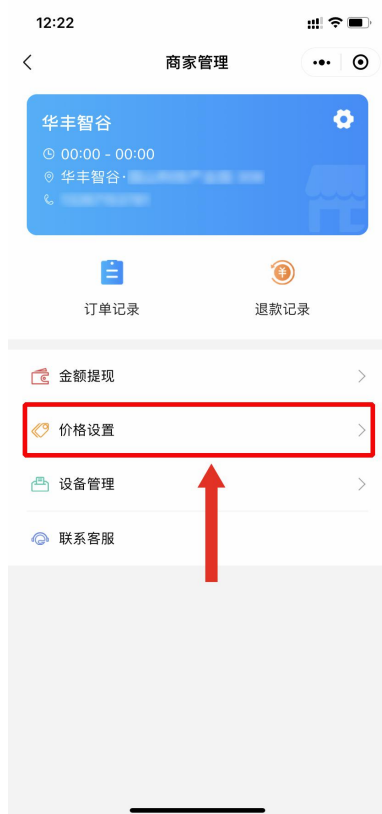 12:22
商家管理
华丰智谷
00:00 - 00:00
华丰智谷·
订单记录
退款记录
金额提现
价格设置
设备管理
联系客服